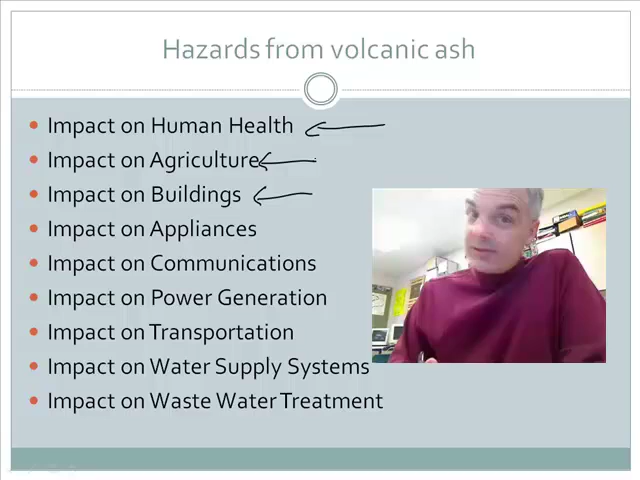 Hazards from volcanic ash
Impact on Human Health
Impact on Agriculture
Impact on Buildings
Impact on Appliances
Impact on Communications
Impact on Power Generation
Impact on Transportation
Impact on Water Supply Systems
Impact on Waste Water Treatment